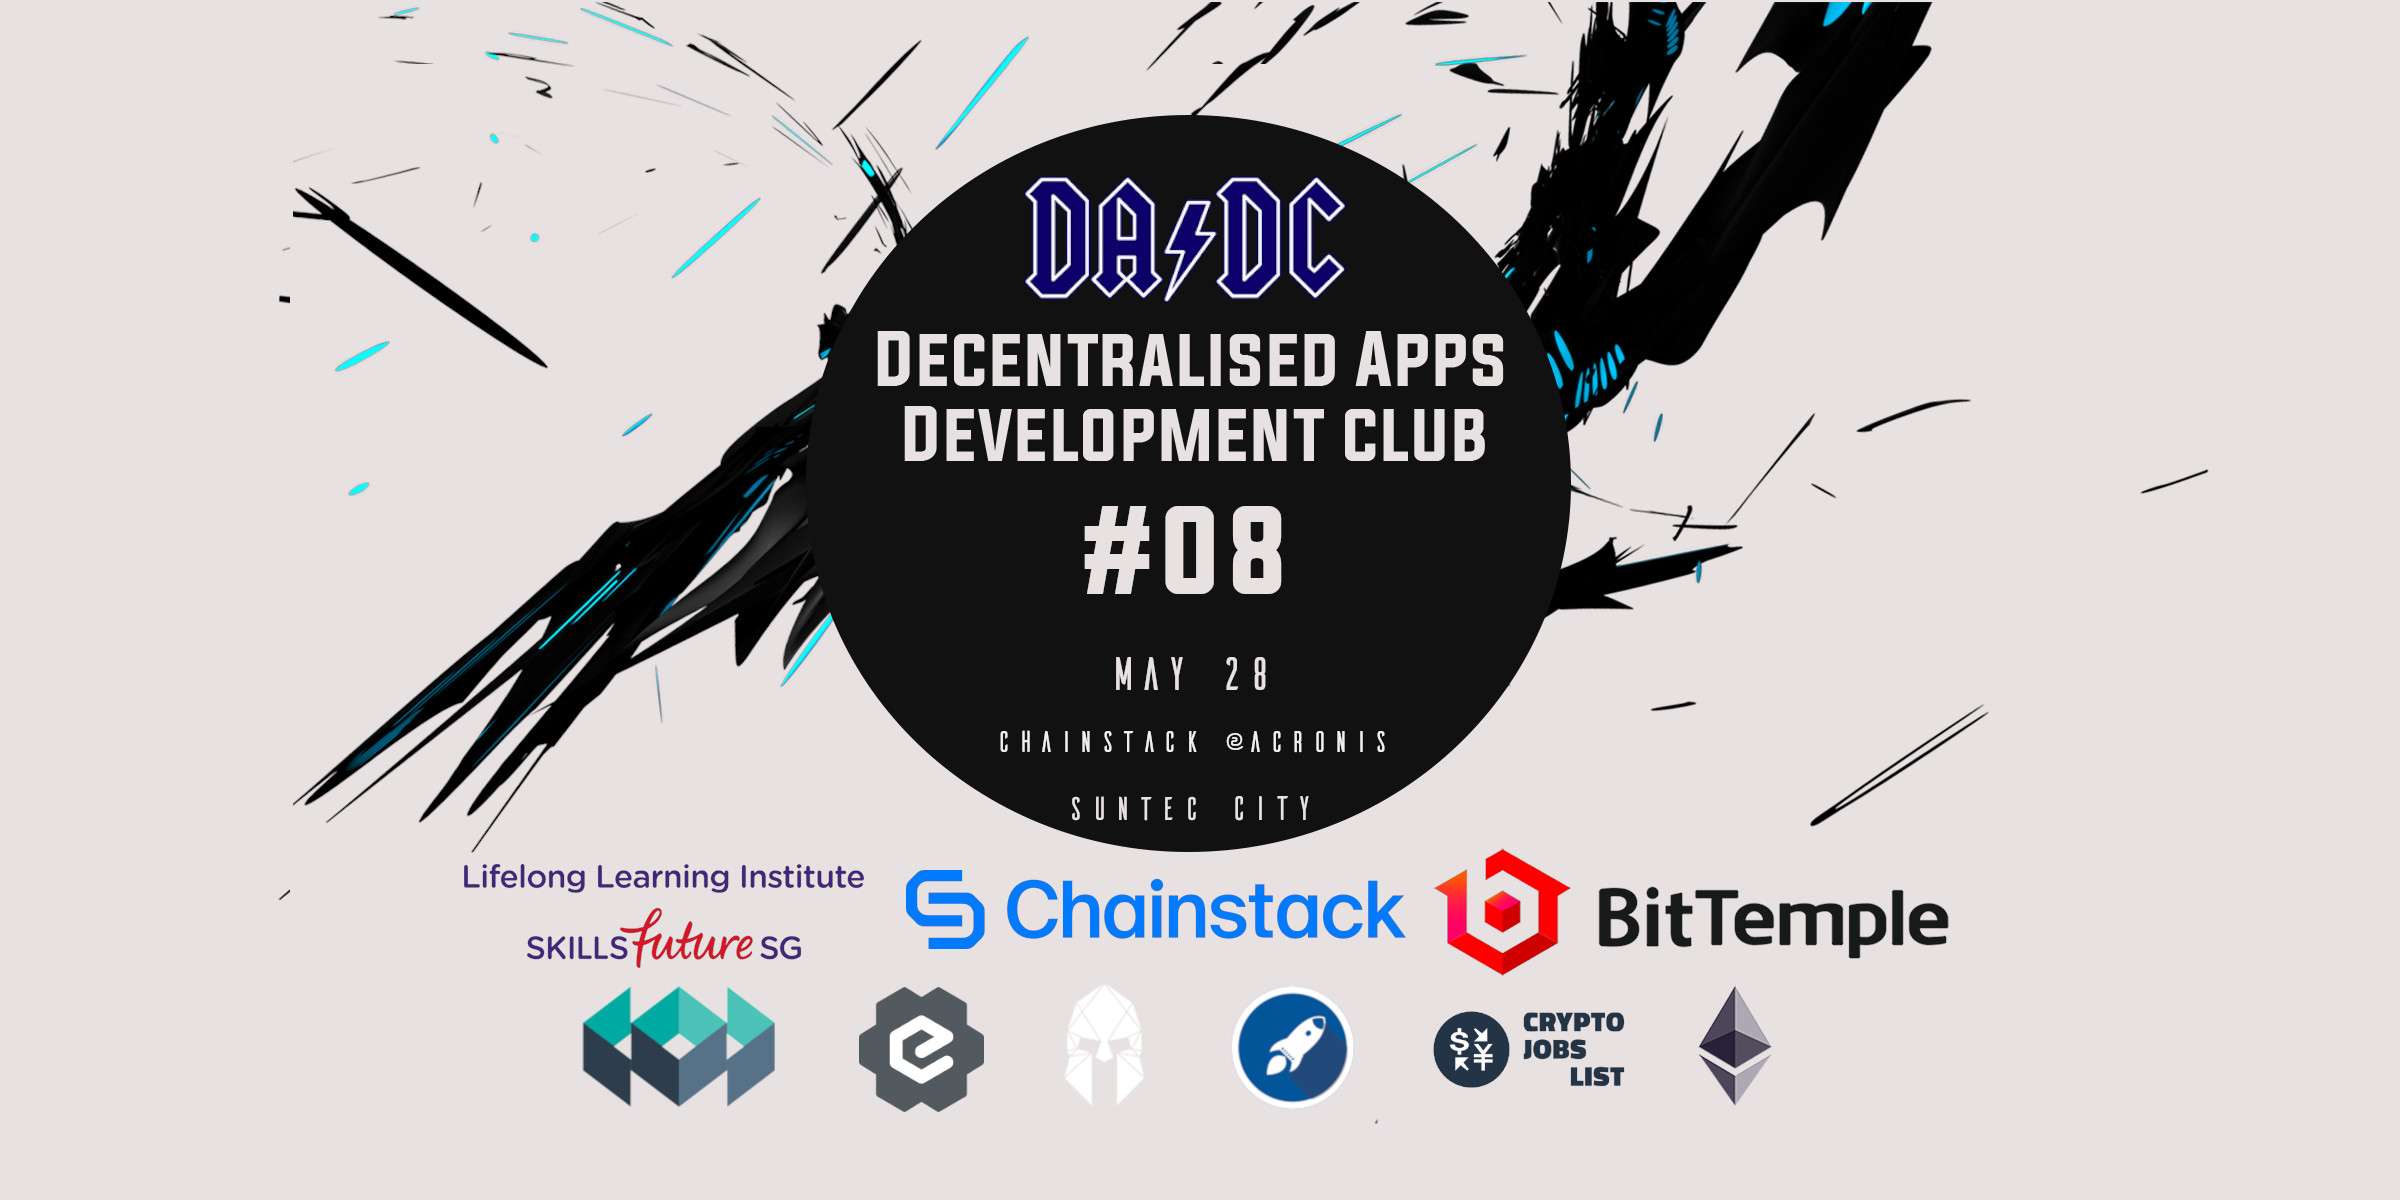 DA⚡DC
Decentralised Apps
Development club
#08
MAY 28
CHAINSTACK @ACRONIS
SUNTEC CITY
Lifelong Learning Institute
SKILLSfuture SG
Chainstack
BitTemple
CRYPTO
JOBS
LIST